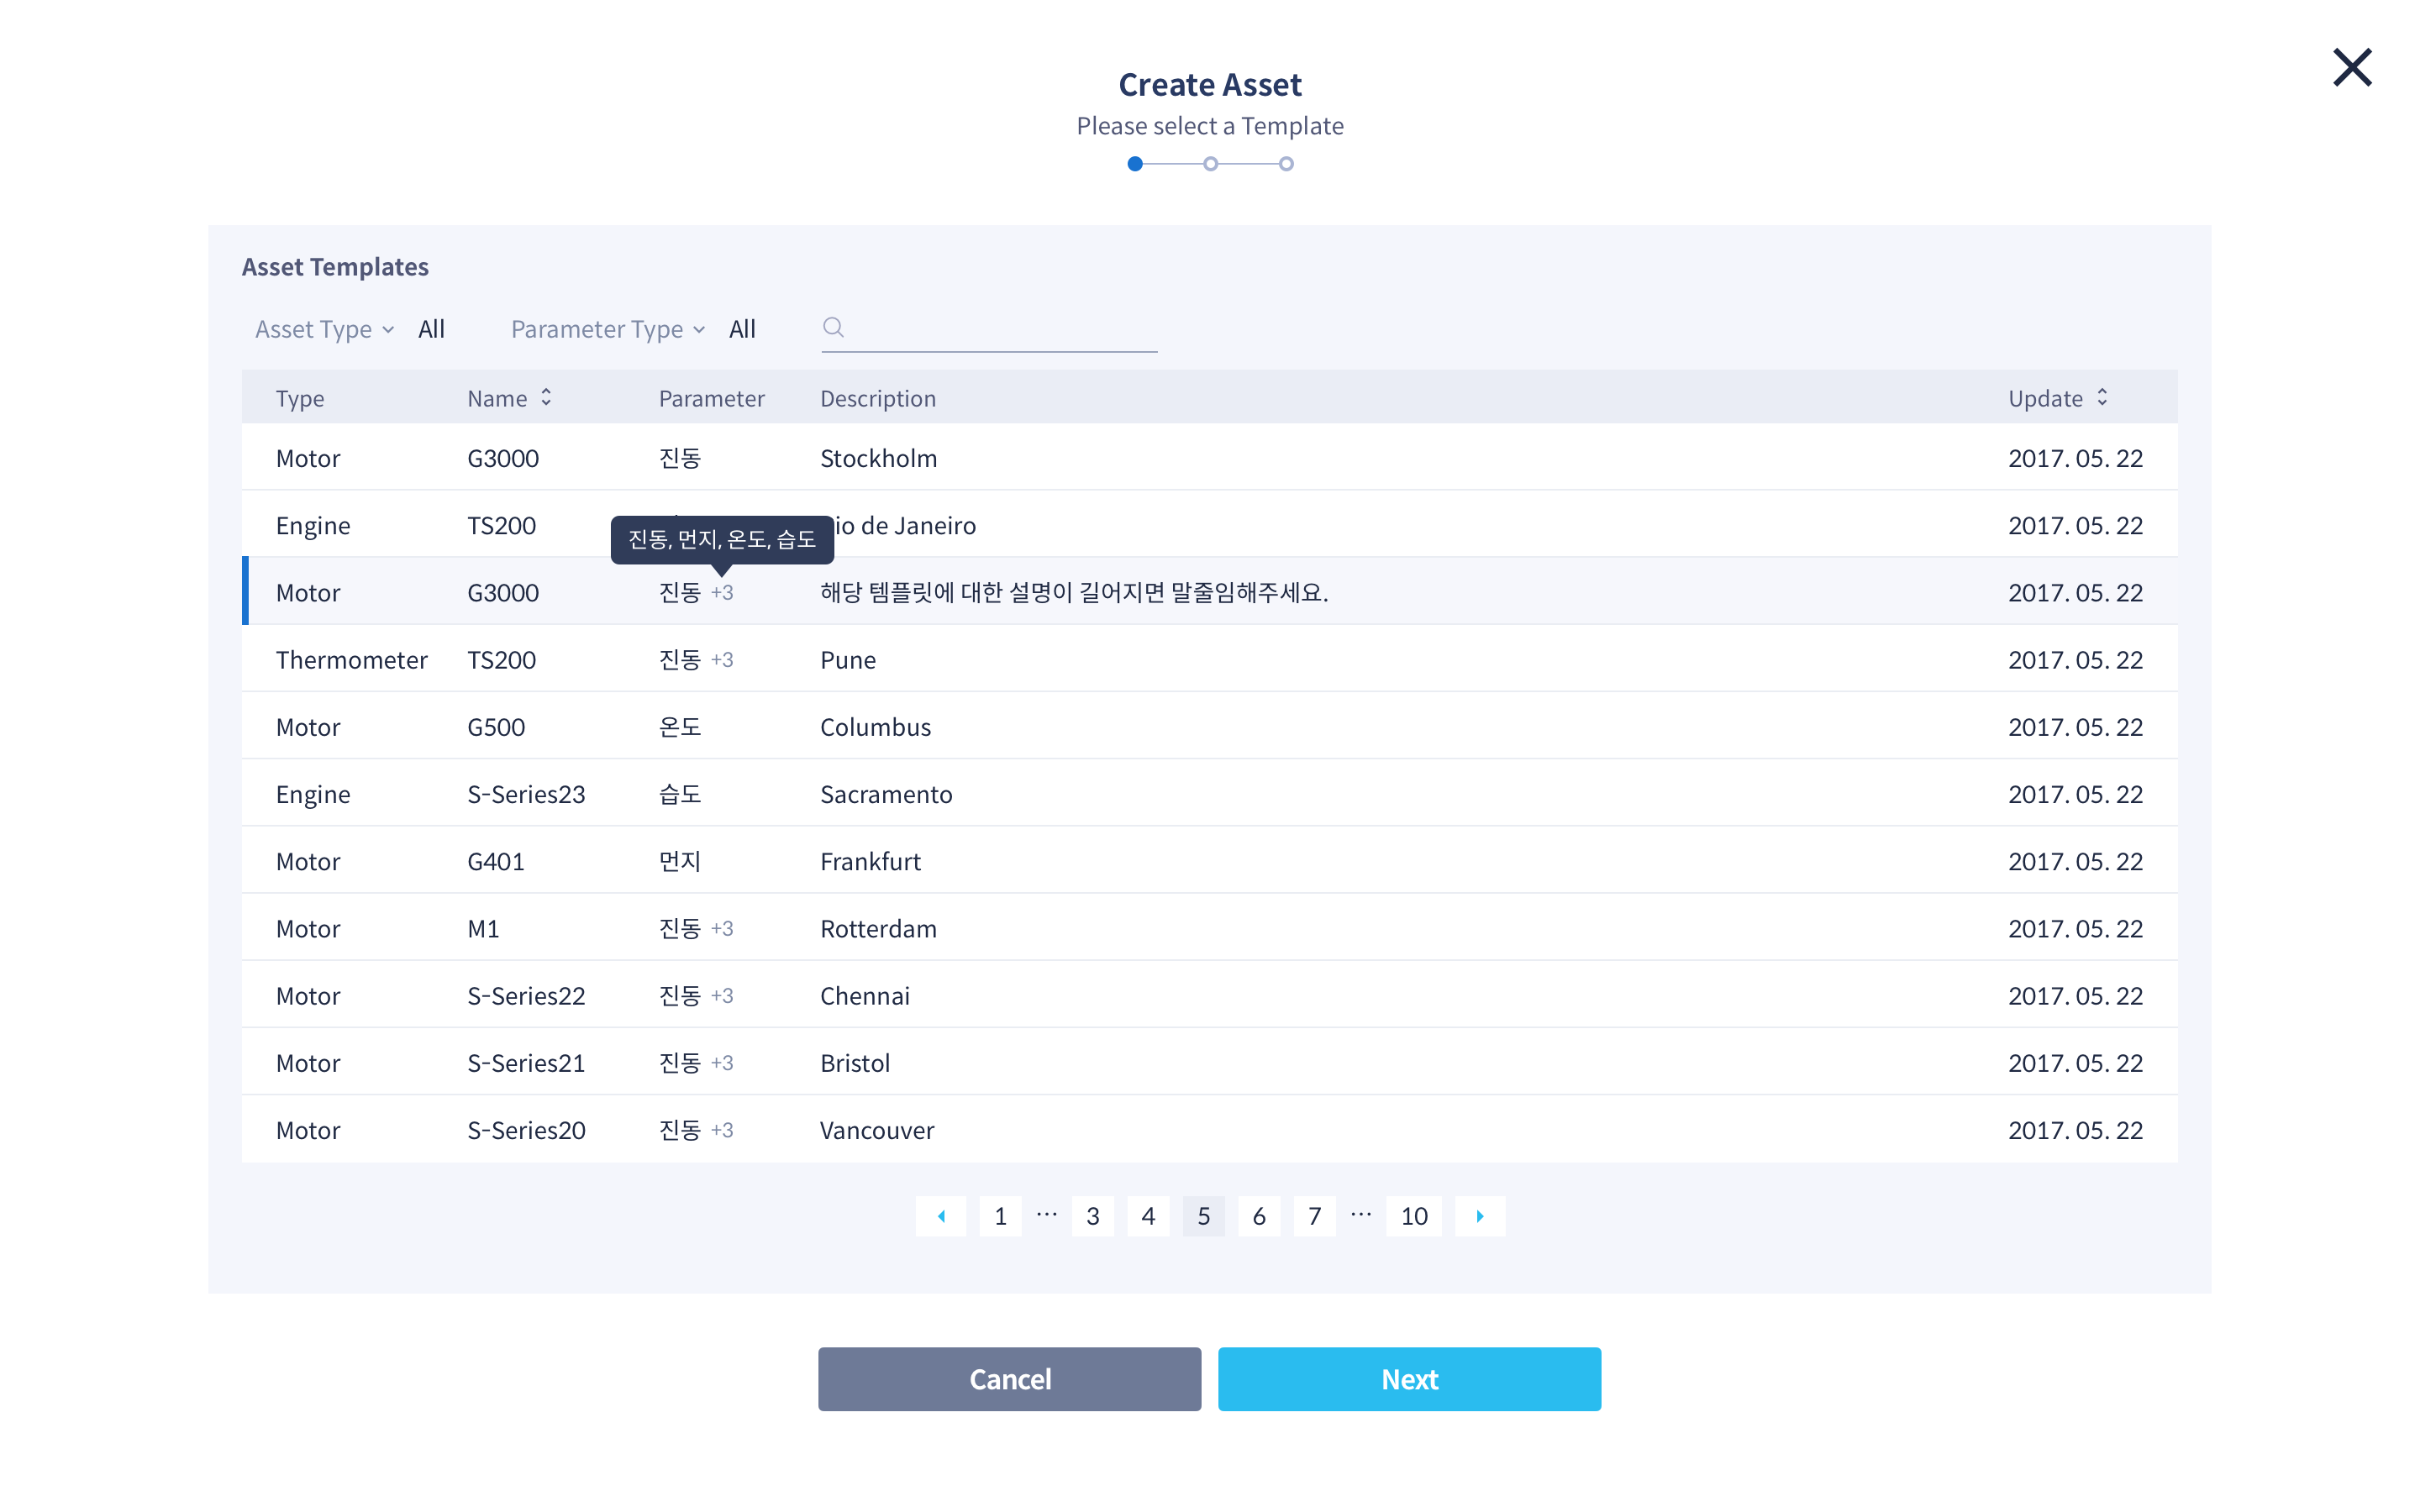 Create Asset
Please select a Template
Asset Templates
Asset Type All Parameter Type All
Type Name Parameter Description Update
Motor G3000 진동 Stockholm 2017. 05. 22
Engine TS200 io de Janeiro 2017. 05. 22
진동, 먼지, 온도, 습도
Motor G3000 진동 +3 해당 템플릿에 대한 설명이 길어지면 말줄임해주세요. 2017. 05. 22
Thermometer TS200 진동 +3 Pune 2017. 05. 22
Motor G500 온도 Columbus 2017. 05. 22
Engine S-Series23 습도 Sacramento 2017. 05. 22
Motor G401 먼지 Frankfurt 2017. 05. 22
Motor M1 진동 +3 Rotterdam 2017. 05. 22
Motor S-Series22 진동 +3 Chennai 2017. 05. 22
Motor S-Series21 진동 +3 Bristol 2017. 05. 22
Motor S-Series20 진동 +3 Vancouver 2017. 05. 22
1 ... 3 4 5 6 7 ... 10
Cancel Next